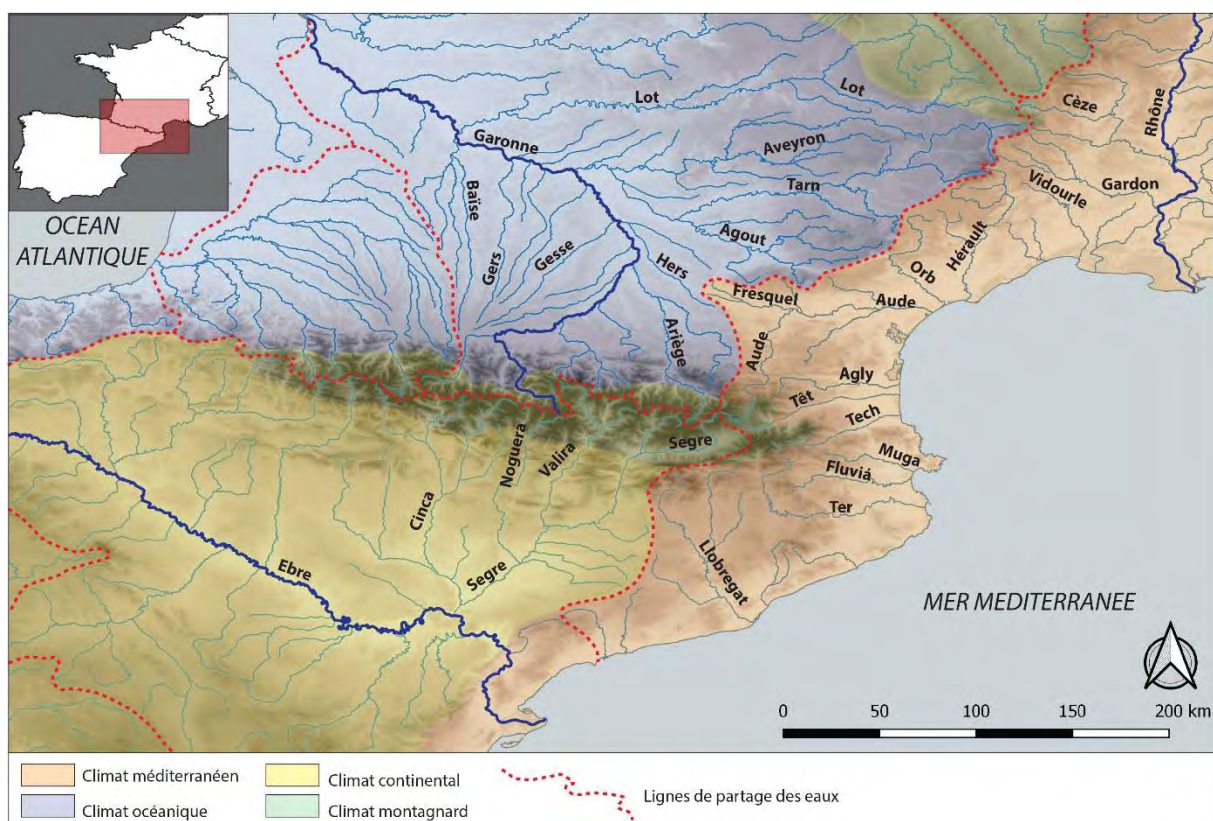 OCEAN
ATLANTIQUE
Lot
Lot
Cèze
Rhône
Garonne
Aveyron
Tarn
Vidourle
Gardon
Baïse
Gers
Gesse
Agout
Hers
Orb
Hérault
Fresquel
Aude
Ariège
Aude
Agly
Têt
Tech
Segre
Muga
Fluviá
Ter
Noguera
Valira
Cinca
Llobregat
Ebre
Segre
MER MEDITERRANEE
0 50 100 150 200 km
Climat méditerranéen
Climat continental
Lignes de partage des eaux
Climat océanique
Climat montagnard